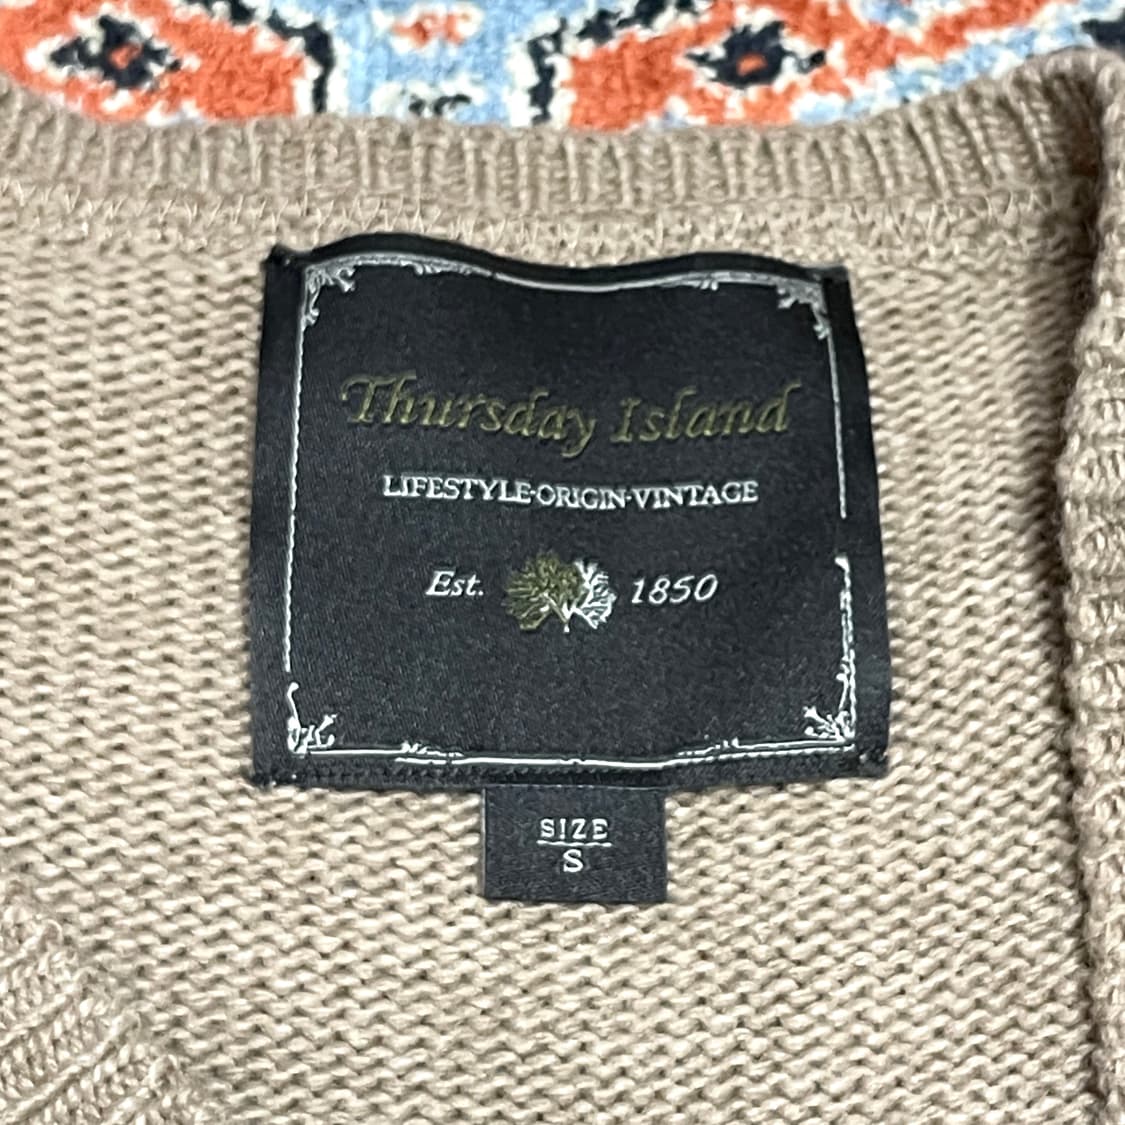 Thursday Island
LIFESTYLE·ORIGIN·VINTAGE
Est. 1850
SIZE
S